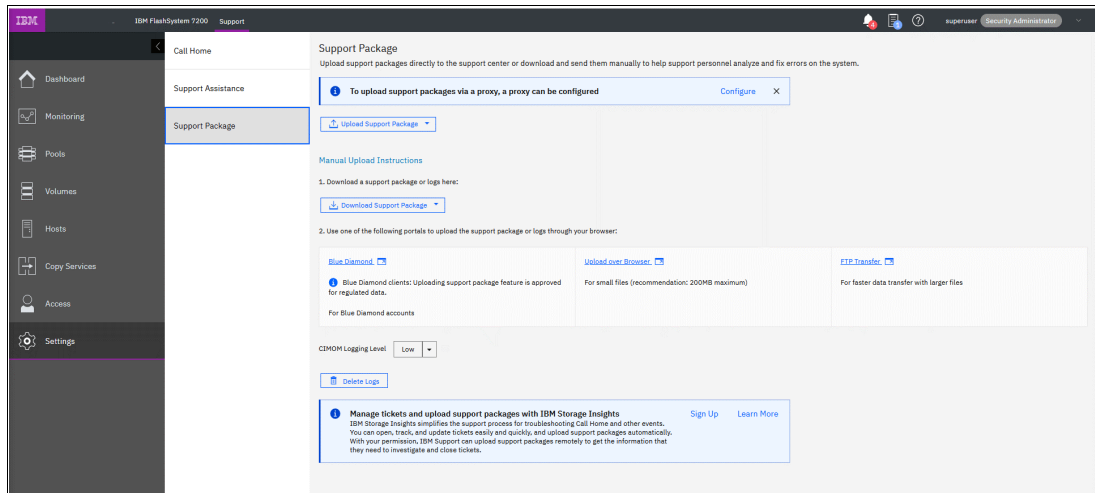 IBM
IBM FlashSystem 7200 Support
4
1
?
superuser Security Administrator
Dashboard
Monitoring
Pools
Volumes
Hosts
Copy Services
Access
Settings
Call Home
Support Assistance
Support Package
Support Package
Upload support packages directly to the support center or download and send them manually to help support personnel analyze and fix errors on the system.
To upload support packages via a proxy, a proxy can be configured Configure X
Upload Support Package
Manual Upload Instructions
1. Download a support package or logs here:
Download Support Package
2. Use one of the following portals to upload the support package or logs through your browser:
Blue Diamond
Blue Diamond clients: Uploading support package feature is approved
for regulated data.
For Blue Diamond accounts
Upload over Browser
For small files (recommendation: 200MB maximum)
FTP Transfer
For faster data transfer with larger files
CIMOM Logging Level Low
Delete Logs
Manage tickets and upload support packages with IBM Storage Insights Sign Up Learn More
IBM Storage Insights simplifies the support process for troubleshooting Call Home and other events.
You can open, track, and update tickets easily and quickly, and upload support packages automatically.
With your permission, IBM Support can upload support packages remotely to get the information that
they need to investigate and close tickets.